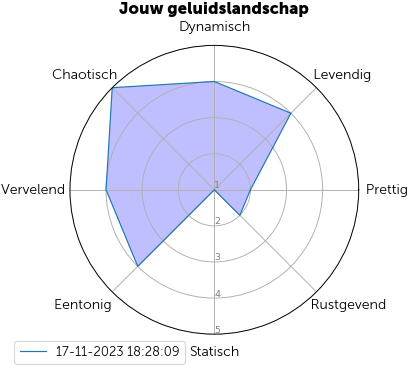 Jouw geluidslandschap
Dynamisch
Chaotisch
Levendig
Vervelend
1
Prettig
2
3
Eentonig
4
Rustgevend
5
17-11-2023 18:28:09
Statisch